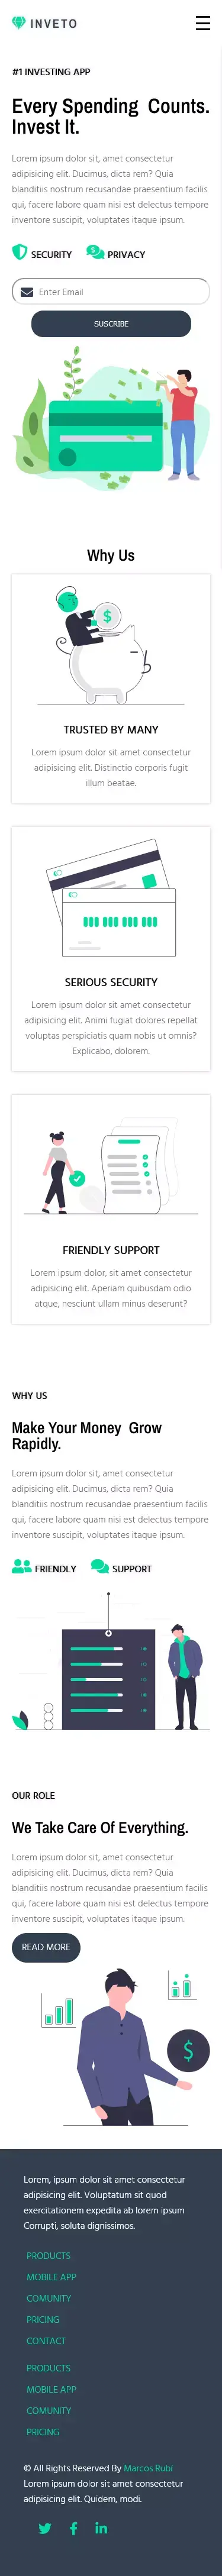 INVETO
#1 INVESTING APP
Every Spending Counts.
Invest It.
Lorem ipsum dolor sit, amet consectetur
adipisicing elit. Ducimus, dicta rem? Quia
blanditiis nostrum recusandae praesentium facilis
qui, facere labore quam nisi est delectus tempore
inventore suscipit, voluptates itaque ipsum.
SECURITY PRIVACY
Enter Email
SUSCRIBE
Why Us
$
TRUSTED BY MANY
Lorem ipsum dolor sit amet consectetur
adipisicing elit. Distinctio corporis fugit
illum beatae.
SERIOUS SECURITY
Lorem ipsum dolor sit amet consectetur
adipisicing elit. Animi fugiat dolores repellat
voluptas perspiciatis quam nobis ut omnis?
Explicabo, dolorem.
FRIENDLY SUPPORT
Lorem ipsum dolor, sit amet consectetur
adipisicing elit. Aperiam quibusdam odio
atque, nesciunt ullam minus deserunt?
WHY US
Make Your Money Grow
Rapidly.
Lorem ipsum dolor sit, amet consectetur
adipisicing elit. Ducimus, dicta rem? Quia
blanditiis nostrum recusandae praesentium facilis
qui, facere labore quam nisi est delectus tempore
inventore suscipit, voluptates itaque ipsum.
FRIENDLY SUPPORT
OUR ROLE
We Take Care Of Everything.
Lorem ipsum dolor sit, amet consectetur
adipisicing elit. Ducimus, dicta rem? Quia
blanditiis nostrum recusandae praesentium facilis
qui, facere labore quam nisi est delectus tempore
inventore suscipit, voluptates itaque ipsum.
READ MORE
$
Lorem, ipsum dolor sit amet consectetur
adipisicing elit. Voluptatum sit quod
exercitationem expedita ab lorem ipsum
Corrupti, soluta dignissimos.
PRODUCTS
MOBILE APP
COMUNITY
PRICING
CONTACT
PRODUCTS
MOBILE APP
COMUNITY
PRICING
© All Rights Reserved By Marcos Rubí
Lorem ipsum dolor sit amet consectetur
adipisicing elit. Quidem, modi.